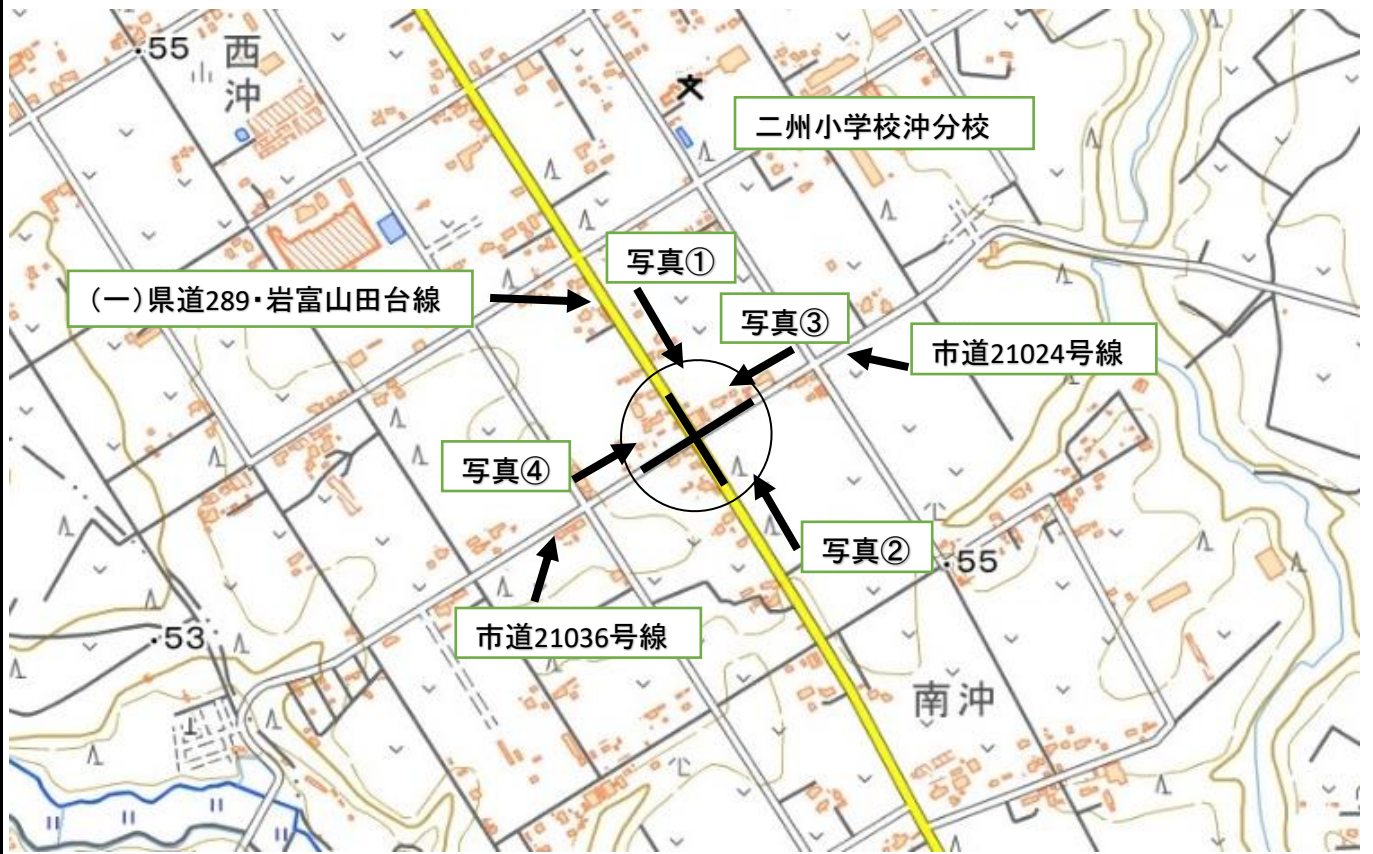 ・55
西沖
二州小学校沖分校
写真①
(一)県道289・岩富山田台線
写真③
市道21024号線
写真④
写真②
・55
市道21036号線
・53
南沖